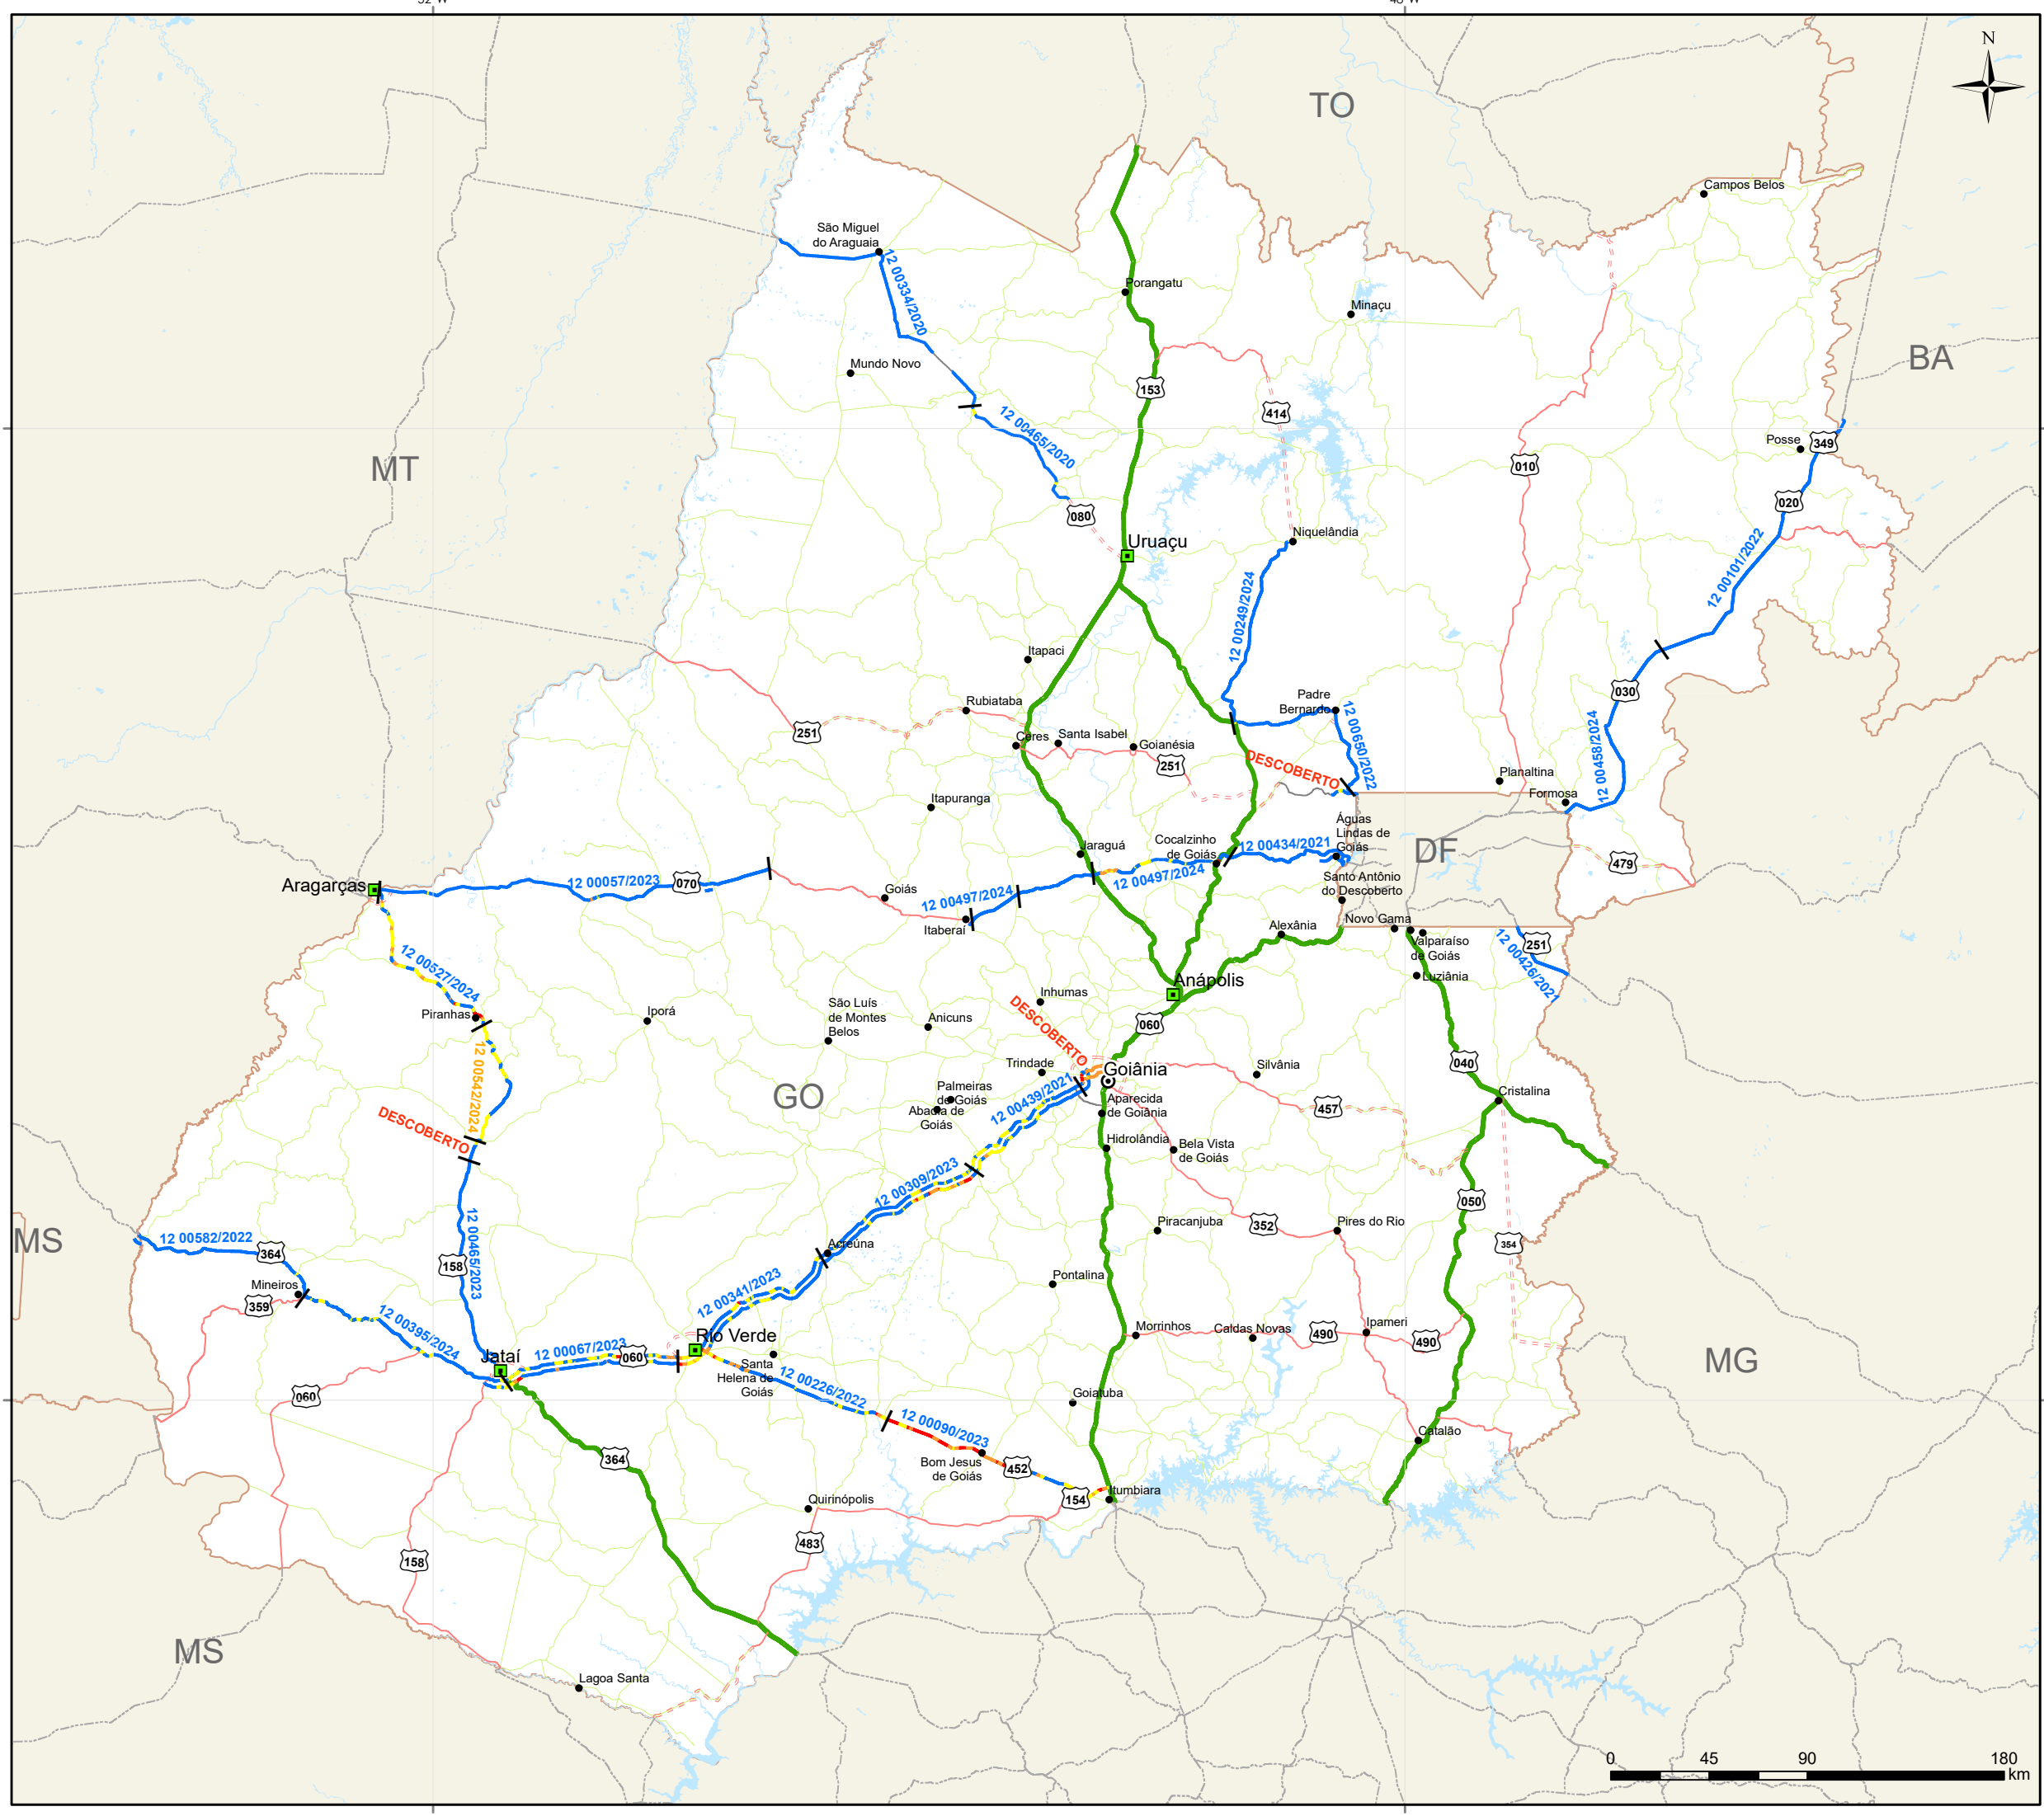 N
TO
Campos Belos
São Miguel
do Araguaia
12 00334/2020
Porangatu
Minaçu
BA
Mundo Novo
153
414
12 00465/2020
Posse
349
MT
010
020
080
Niquelândia
Uruaçu
12 00101/2022
12 00249/2024
Itapaci
030
Padre
Bernardo
Rubiataba
12 00650/2022
251
Ceres
Santa Isabel
Goianésia
251
DESCOBERTO
12 00458/2024
Planaltina
Formosa
Itapuranga
Águas
Lindas de
Goiás
Cocalzinho
de Goiás
12 00434/2021
Jaraguá
DF
479
Aragarças
12 00057/2023
070
12 00497/2024
Santo Antônio
do Descoberto
Goiás
12 00497/2024
Itaberaí
Novo Gama
Alexânia
Valparaíso
de Goiás
251
12 00426/2021
12 00527/2024
Luziânia
Anápolis
Inhumas
São Luís
de Montes
Belos
Piranhas
Iporá
Anicuns
DESCOBERTO
060
12 00542/2024
Trindade
Goiânia
Silvânia
040
GO
Palmeiras
de Goiás
Abadia de
Goiás
12 00439/2021
Aparecida
de Goiânia
457
Cristalina
DESCOBERTO
Hidrolândia
Bela Vista
de Goiás
12 00309/2023
050
MS
12 00582/2022
364
12 00465/2023
158
Acreúna
Piracanjuba
352
Pires do Rio
354
Mineiros
359
12 00341/2023
Pontalina
12 00395/2024
Jataí
12 00067/2023
060
Rio Verde
Morrinhos
Caldas Novas
490
Ipameri
490
MG
Santa
Helena de
Goiás
12 00226/2022
060
Goiatuba
12 00090/2023
Catalão
364
Bom Jesus
de Goiás
452
154
Itumbiara
Quirinópolis
483
158
MS
Lagoa Santa
0 45 90 180
km